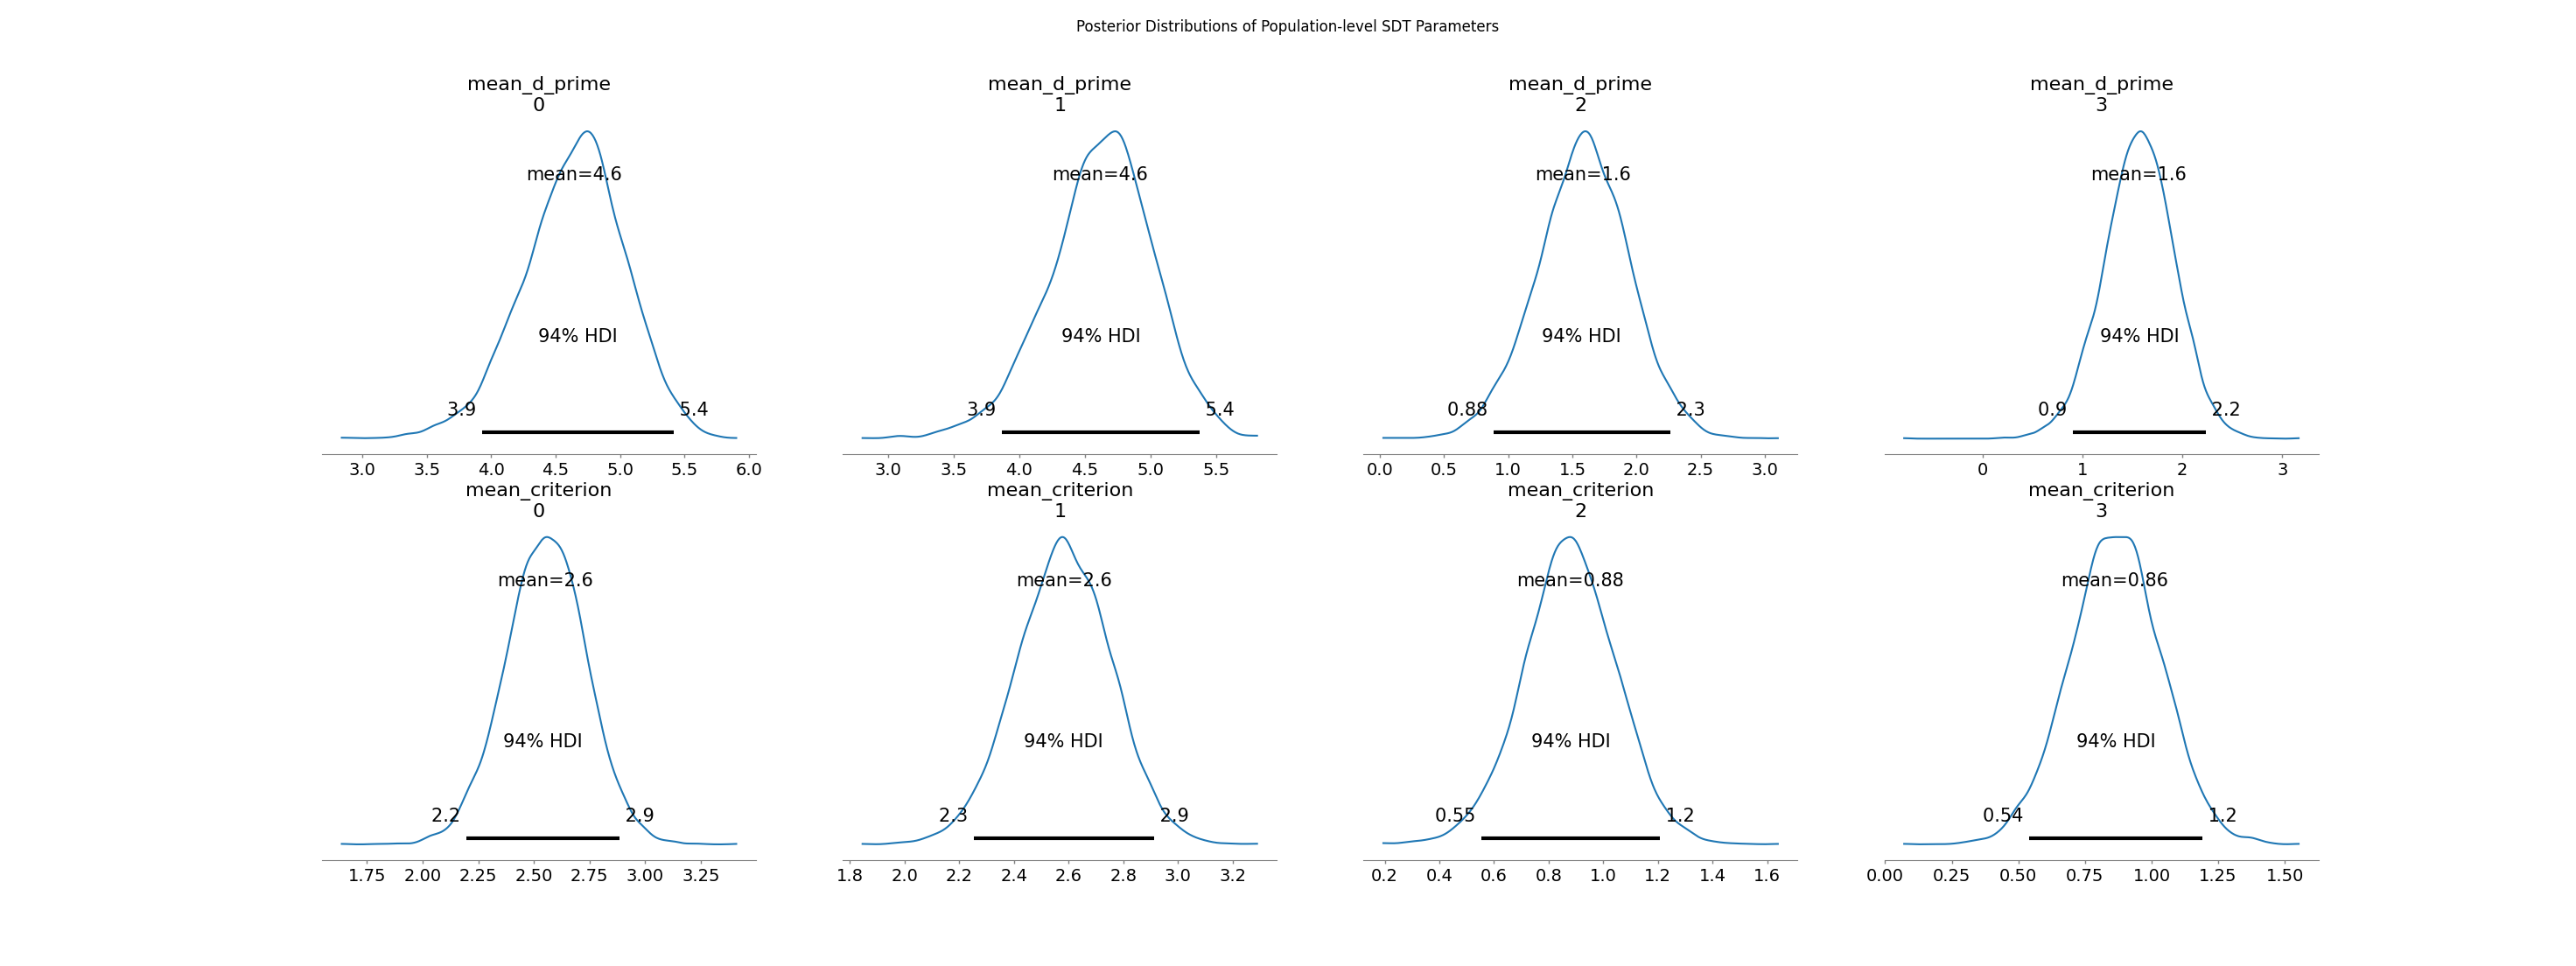 Posterior Distributions of Population-level SDT Parameters
mean_d_prime
0
mean=4.6
94% HDI
3.9
5.4
3.0 3.5 4.0 4.5 5.0 5.5 6.0
mean_d_prime
1
mean=4.6
94% HDI
3.9
5.4
3.0 3.5 4.0 4.5 5.0 5.5
mean_d_prime
2
mean=1.6
94% HDI
0.88
2.3
0.0 0.5 1.0 1.5 2.0 2.5 3.0
mean_d_prime
3
mean=1.6
94% HDI
0.9
2.2
0 1 2 3
mean_criterion
0
mean=2.6
94% HDI
2.2
2.9
1.75 2.00 2.25 2.50 2.75 3.00 3.25
mean_criterion
1
mean=2.6
94% HDI
2.3
2.9
1.8 2.0 2.2 2.4 2.6 2.8 3.0 3.2
mean_criterion
2
mean=0.88
94% HDI
0.55
1.2
0.2 0.4 0.6 0.8 1.0 1.2 1.4 1.6
mean_criterion
3
mean=0.86
94% HDI
0.54
1.2
0.00 0.25 0.50 0.75 1.00 1.25 1.50